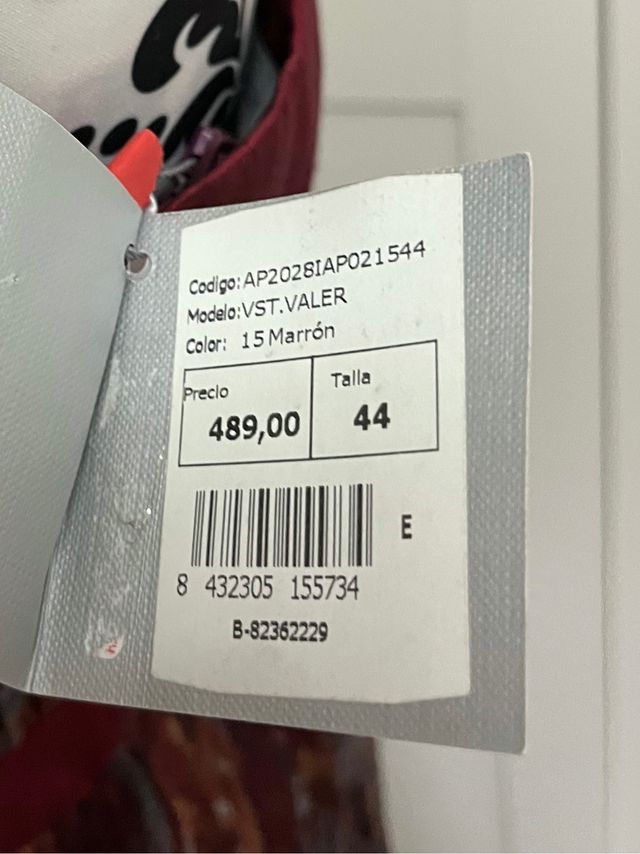 Codigo: AP2028IAP021544
Modelo: VST.VALER
Color: 15 Marrón
Precio
Talla
489,00
44
E
8 432305 155734
B-82362229